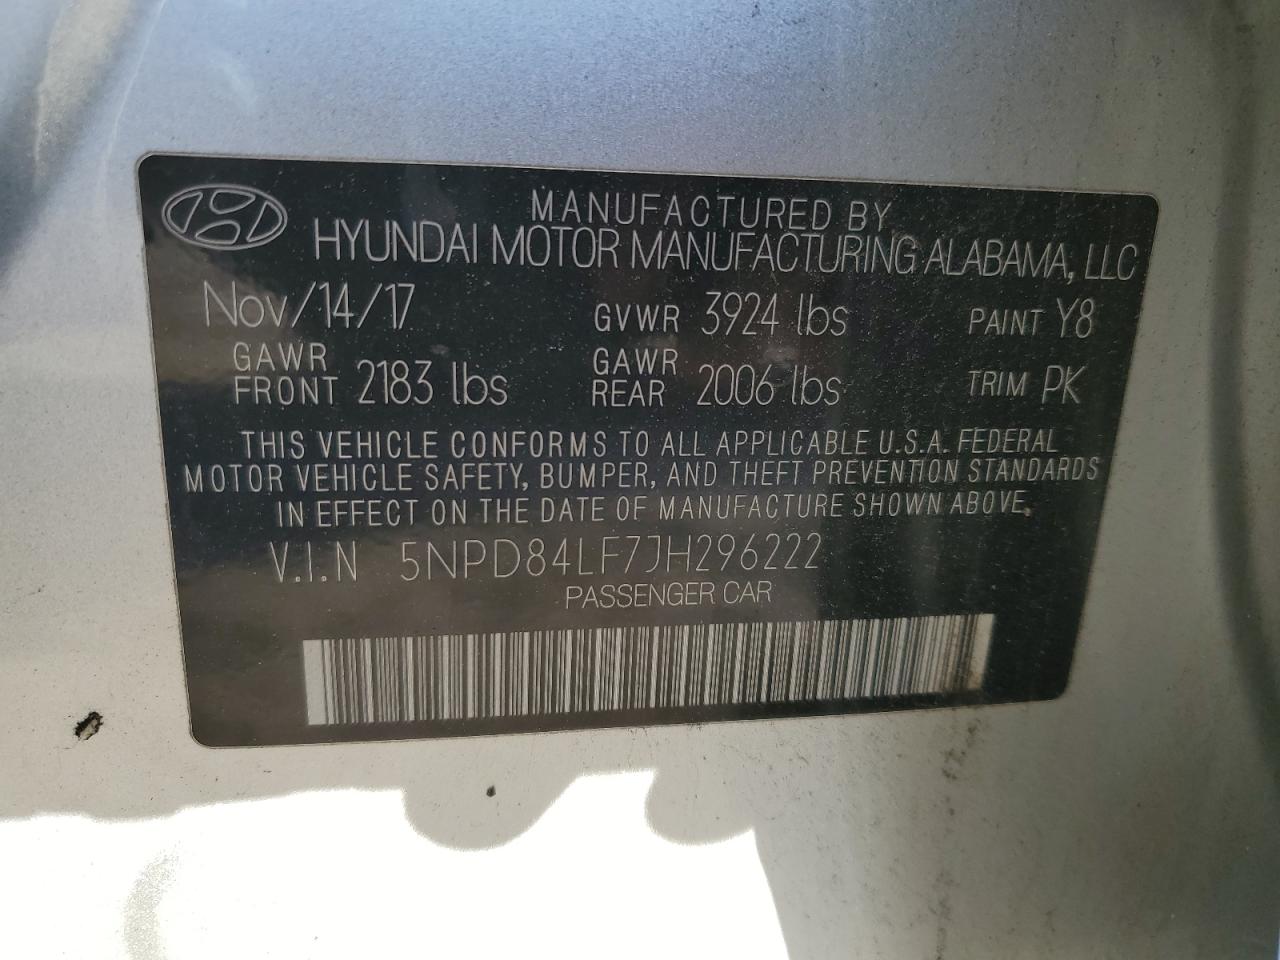 MANUFACTURED BY
HYUNDAI MOTOR MANUFACTURING ALABAMA, LLC
Nov/14/17 GVWR 3924 lbs PAINT Y8
GAWR FRONT 2183 lbs GAWR REAR 2006 lbs TRIM PK
THIS VEHICLE CONFORMS TO ALL APPLICABLE U.S.A. FEDERAL
MOTOR VEHICLE SAFETY, BUMPER, AND THEFT PREVENTION STANDARDS
IN EFFECT ON THE DATE OF MANUFACTURE SHOWN ABOVE.
V.I.N 5NPD84LF7JH296222
PASSENGER CAR